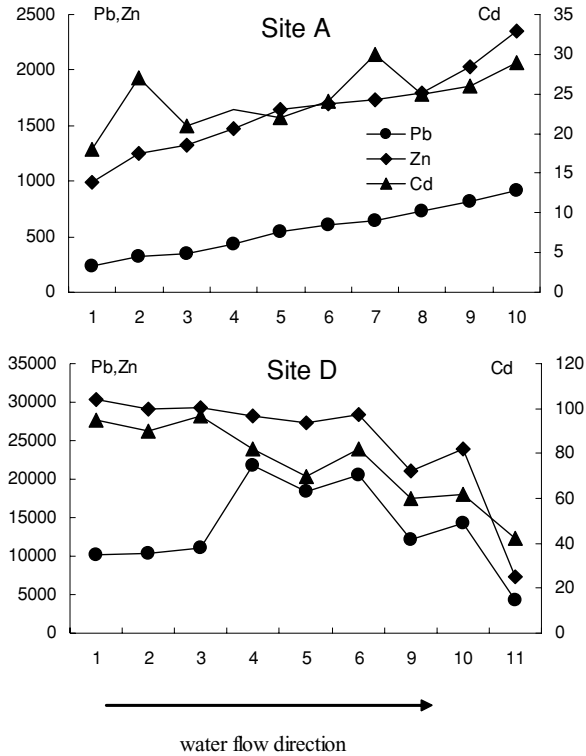 Pb,Zn Site A Cd
2500 35
2000 30
25
1500 20
Pb
Zn
1000 15
Cd
10
500 5
0 0
1 2 3 4 5 6 7 8 9 10
Pb,Zn Site D Cd
35000 120
30000 100
25000 80
20000
60
15000
40
10000
5000 20
0 0
1 2 3 4 5 6 9 10 11
water flow direction